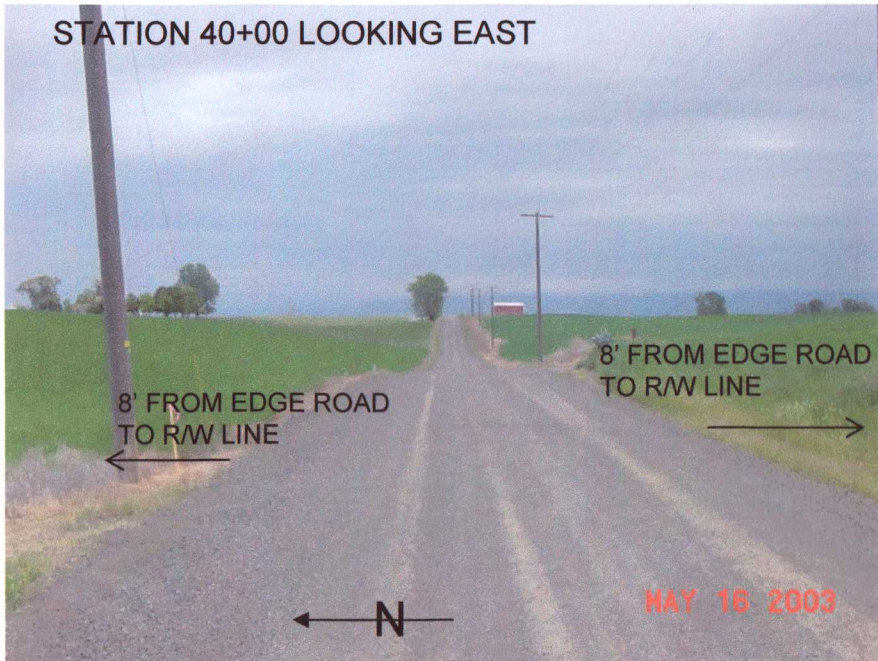 STATION 40+00 LOOKING EAST
8' FROM EDGE ROAD
TO R/W LINE
8' FROM EDGE ROAD
TO R/W LINE
N
MAY 16 2003